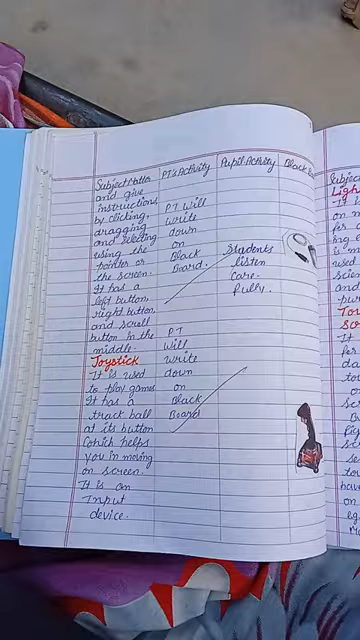 Subject Matter PT's Activity Pupil Activity Black
and give
instructions
by clicking,
dragging
and selecting
using the
pointer or
the screen.
It has a
left button,
right button,
and scroll
button in the
middle.
Joystick
It is used
to play games
It has a
track ball
at its button
which helps
you in moving
on screen.
It is an
Input
device.
PT Will
write
down
on
Black
Board.
PT
Will
write
down
on
Black
Board
Students
listen
care.
fully.